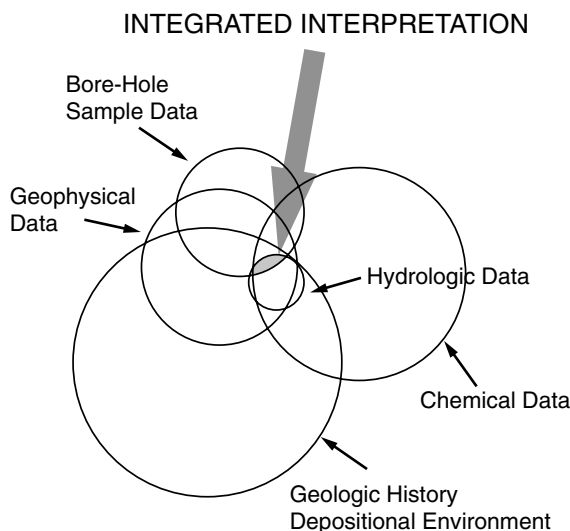 INTEGRATED INTERPRETATION
Bore-Hole
Sample Data
Geophysical
Data
Hydrologic Data
Chemical Data
Geologic History
Depositional Environment